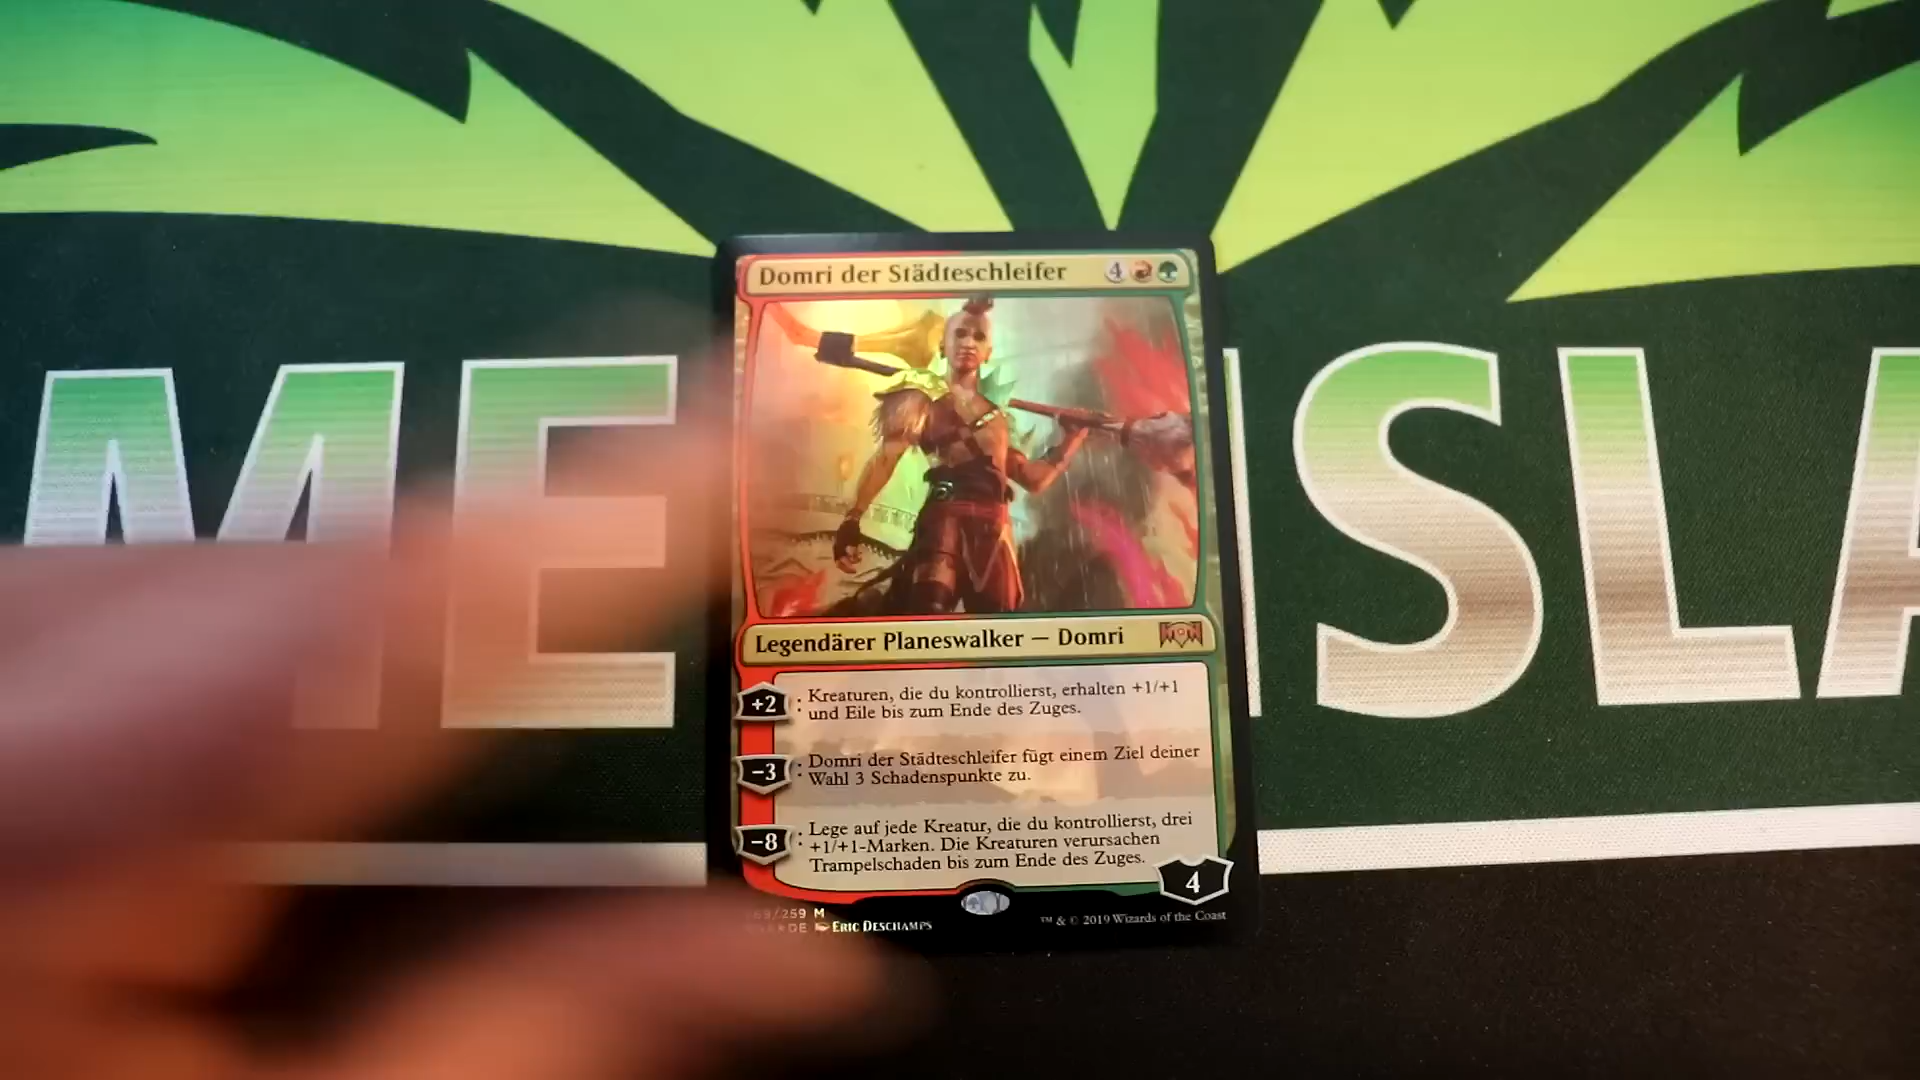 Domri der Städteschleifer 4
ME ISLA
Legendärer Planeswalker — Domri
+2 : Kreaturen, die du kontrollierst, erhalten +1/+1
und Eile bis zum Ende des Zuges.
−3 : Domri der Städteschleifer fügt einem Ziel deiner
Wahl 3 Schadenspunkte zu.
−8 : Lege auf jede Kreatur, die du kontrollierst, drei
+1/+1-Marken. Die Kreaturen verursachen
Trampelschaden bis zum Ende des Zuges.
4
/259 M
DE ERIC DESCHAMPS
™ & © 2019 Wizards of the Coast